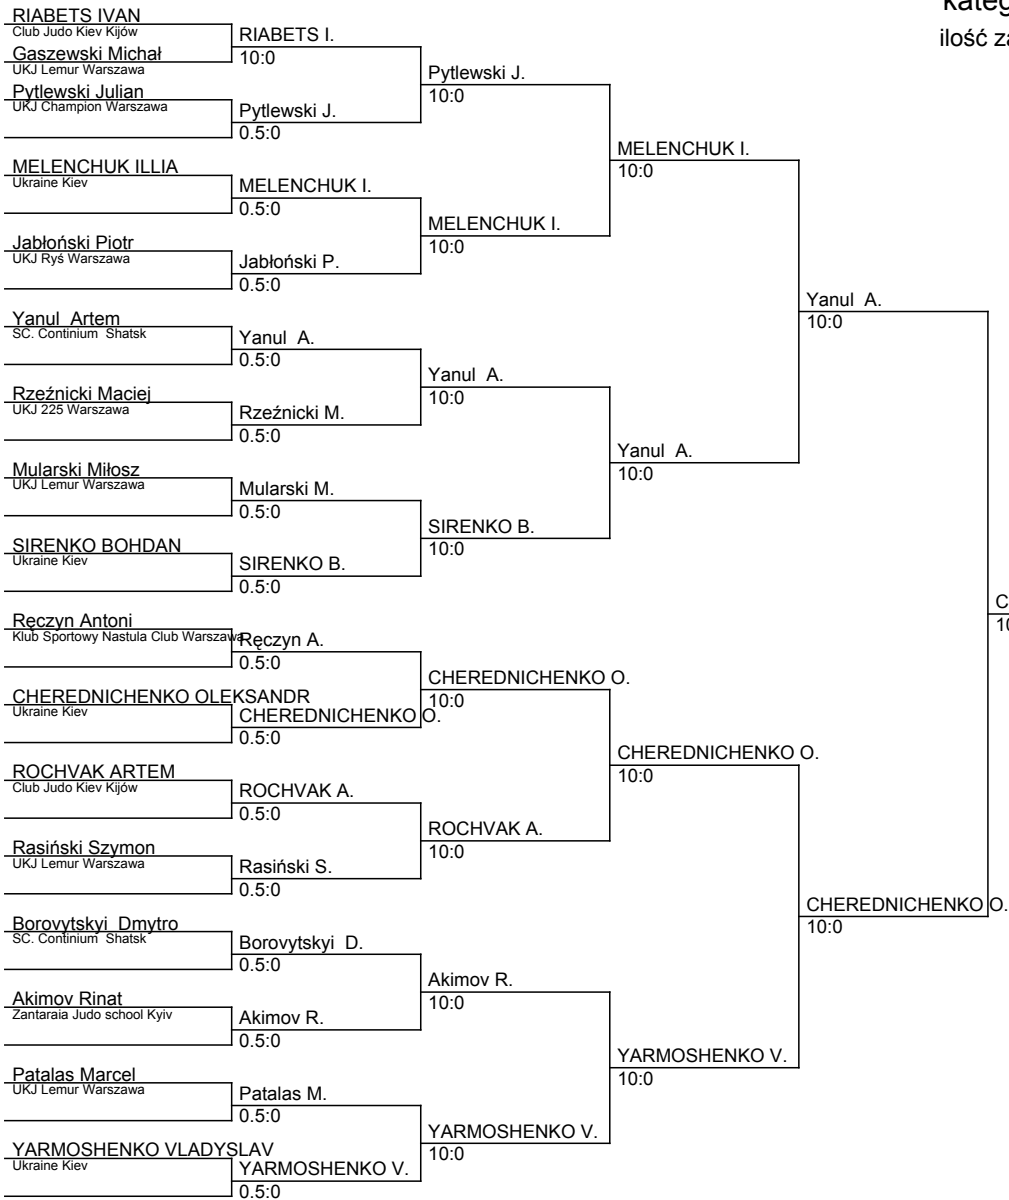 kateg
ilość za
RIABETS IVAN
Club Judo Kiev Kijów
Gaszewski Michał
UKJ Lemur Warszawa
Pytlewski Julian
UKJ Champion Warszawa
MELENCHUK ILLIA
Ukraine Kiev
Jabłoński Piotr
UKJ Ryś Warszawa
Yanul Artem
SC. Continium Shatsk
Rzeźnicki Maciej
UKJ 225 Warszawa
Mularski Miłosz
UKJ Lemur Warszawa
SIRENKO BOHDAN
Ukraine Kiev
Ręczyn Antoni
Klub Sportowy Nastula Club Warszawa
CHEREDNICHENKO OLEKSANDR
Ukraine Kiev
ROCHVAK ARTEM
Club Judo Kiev Kijów
Rasiński Szymon
UKJ Lemur Warszawa
Borovytskyi Dmytro
SC. Continium Shatsk
Akimov Rinat
Zantaraia Judo school Kyiv
Patalas Marcel
UKJ Lemur Warszawa
YARMOSHENKO VLADYSLAV
Ukraine Kiev
RIABETS I.
10:0
Pytlewski J.
0.5:0
MELENCHUK I.
0.5:0
Jabłoński P.
0.5:0
Yanul A.
0.5:0
Rzeźnicki M.
0.5:0
Mularski M.
0.5:0
SIRENKO B.
0.5:0
Ręczyn A.
0.5:0
CHEREDNICHENKO O.
0.5:0
ROCHVAK A.
0.5:0
Rasiński S.
0.5:0
Borovytskyi D.
0.5:0
Akimov R.
0.5:0
Patalas M.
0.5:0
YARMOSHENKO V.
0.5:0
Pytlewski J.
10:0
MELENCHUK I.
10:0
Yanul A.
10:0
SIRENKO B.
10:0
CHEREDNICHENKO O.
10:0
ROCHVAK A.
10:0
Akimov R.
10:0
YARMOSHENKO V.
10:0
MELENCHUK I.
10:0
Yanul A.
10:0
CHEREDNICHENKO O.
10:0
YARMOSHENKO V.
10:0
Yanul A.
10:0
CHEREDNICHENKO O.
10:0
C